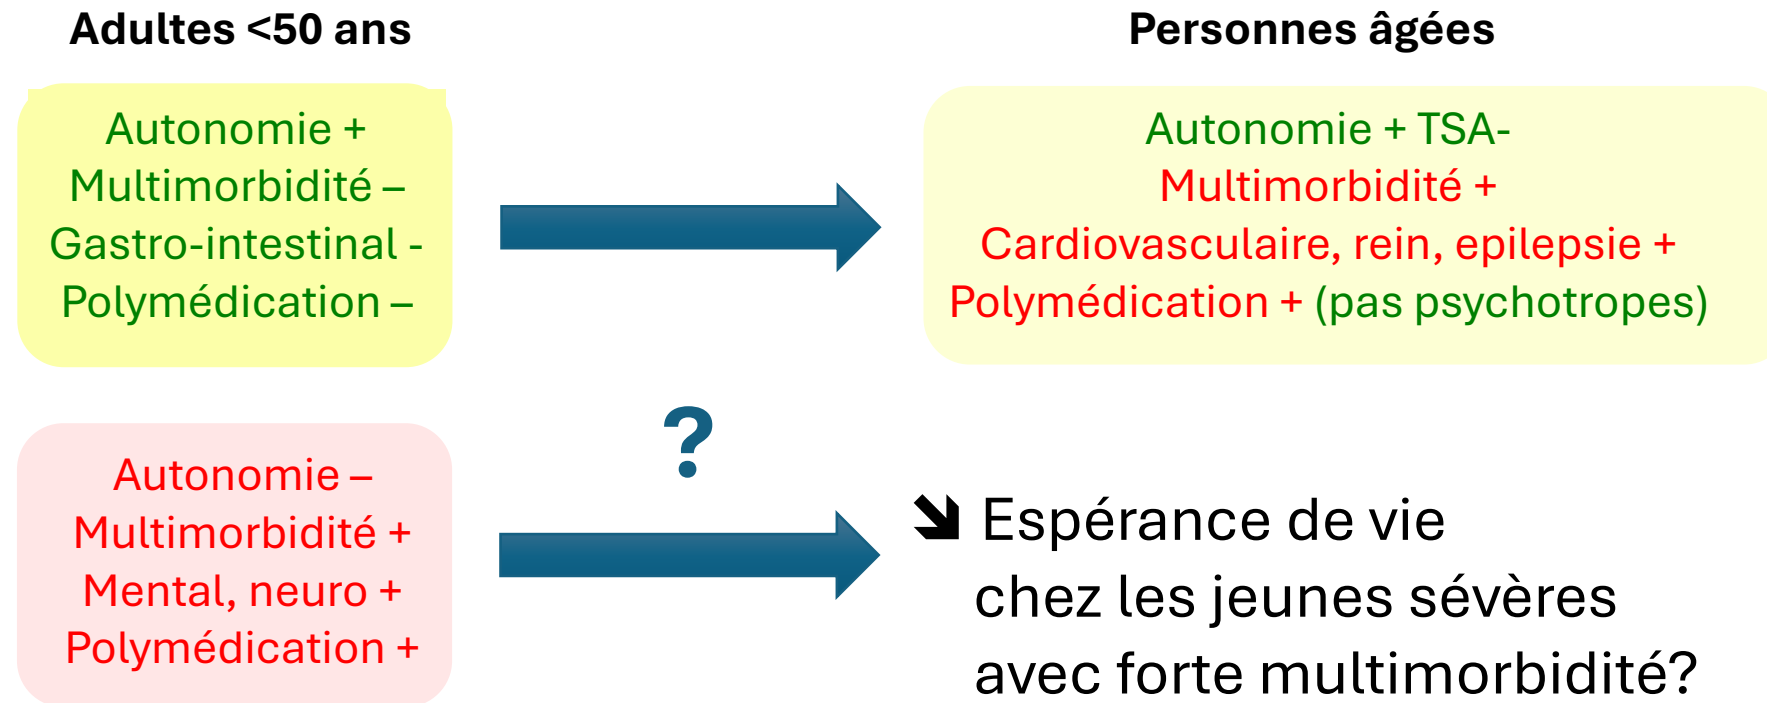 Adultes <50 ans
Autonomie +
Multimorbidité –
Gastro-intestinal -
Polymédication –
Personnes âgées
Autonomie + TSA-
Multimorbidité +
Cardiovasculaire, rein, epilepsie +
Polymédication + (pas psychotropes)
Autonomie –
Multimorbidité +
Mental, neuro +
Polymédication +
?
⬊ Espérance de vie
chez les jeunes sévères
avec forte multimorbidité?